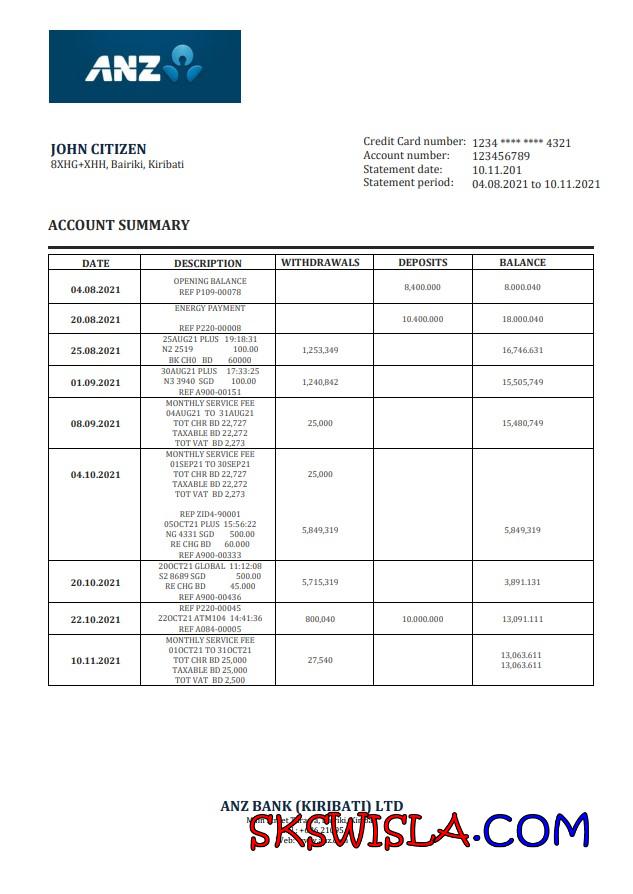 ANZ
JOHN CITIZEN
8XHG+XHH, Bairiki, Kiribati
Credit Card number: 1234 **** **** 4321
Account number: 123456789
Statement date: 10.11.201
Statement period: 04.08.2021 to 10.11.2021
ACCOUNT SUMMARY
DATE DESCRIPTION WITHDRAWALS DEPOSITS BALANCE
OPENING BALANCE
04.08.2021 8,400.000 8.000.040
REF P109-00078
ENERGY PAYMENT
20.08.2021 10.400.000 18.000.040
REF P220-00008
25AUG21 PLUS 19:18:31
25.08.2021 N2 2519 100.00 1,253,349 16,746.631
BK CH0 BD 60000
30AUG21 PLUS 17:33:25
01.09.2021 N3 3940 SGD 100.00 1,240,842 15,505,749
REF A900-00151
MONTHLY SERVICE FEE
04AUG21 TO 31AUG21
08.09.2021 TOT CHR BD 22,727 25,000 15,480,749
TAXABLE BD 22,272
TOT VAT BD 2,273
MONTHLY SERVICE FEE
01SEP21 TO 30SEP21
04.10.2021 TOT CHR BD 22,727 25,000
TAXABLE BD 22,272
TOT VAT BD 2,273
REP ZID4-90001
05OCT21 PLUS 15:56:22
NG 4331 SGD 500.00 5,849,319 5,849,319
RE CHG BD 60.000
REF A900-00333
20OCT21 GLOBAL 11:12:08
S2 8689 SGD 500.00
20.10.2021 5,715,319 3,891.131
RE CHG BD 45.000
REF A900-00436
REF P220-00045
22.10.2021 22OCT21 ATM104 14:41:36 800,040 10.000.000 13,091.111
REF A084-00005
MONTHLY SERVICE FEE
01OCT21 TO 31OCT21 13,063.611
10.11.2021 TOT CHR BD 25,000 27,540 13,063.611
TAXABLE BD 25,000
TOT VAT BD 2,500
ANZ BANK (KIRIBATI) LTD
SKSWISLA.COM